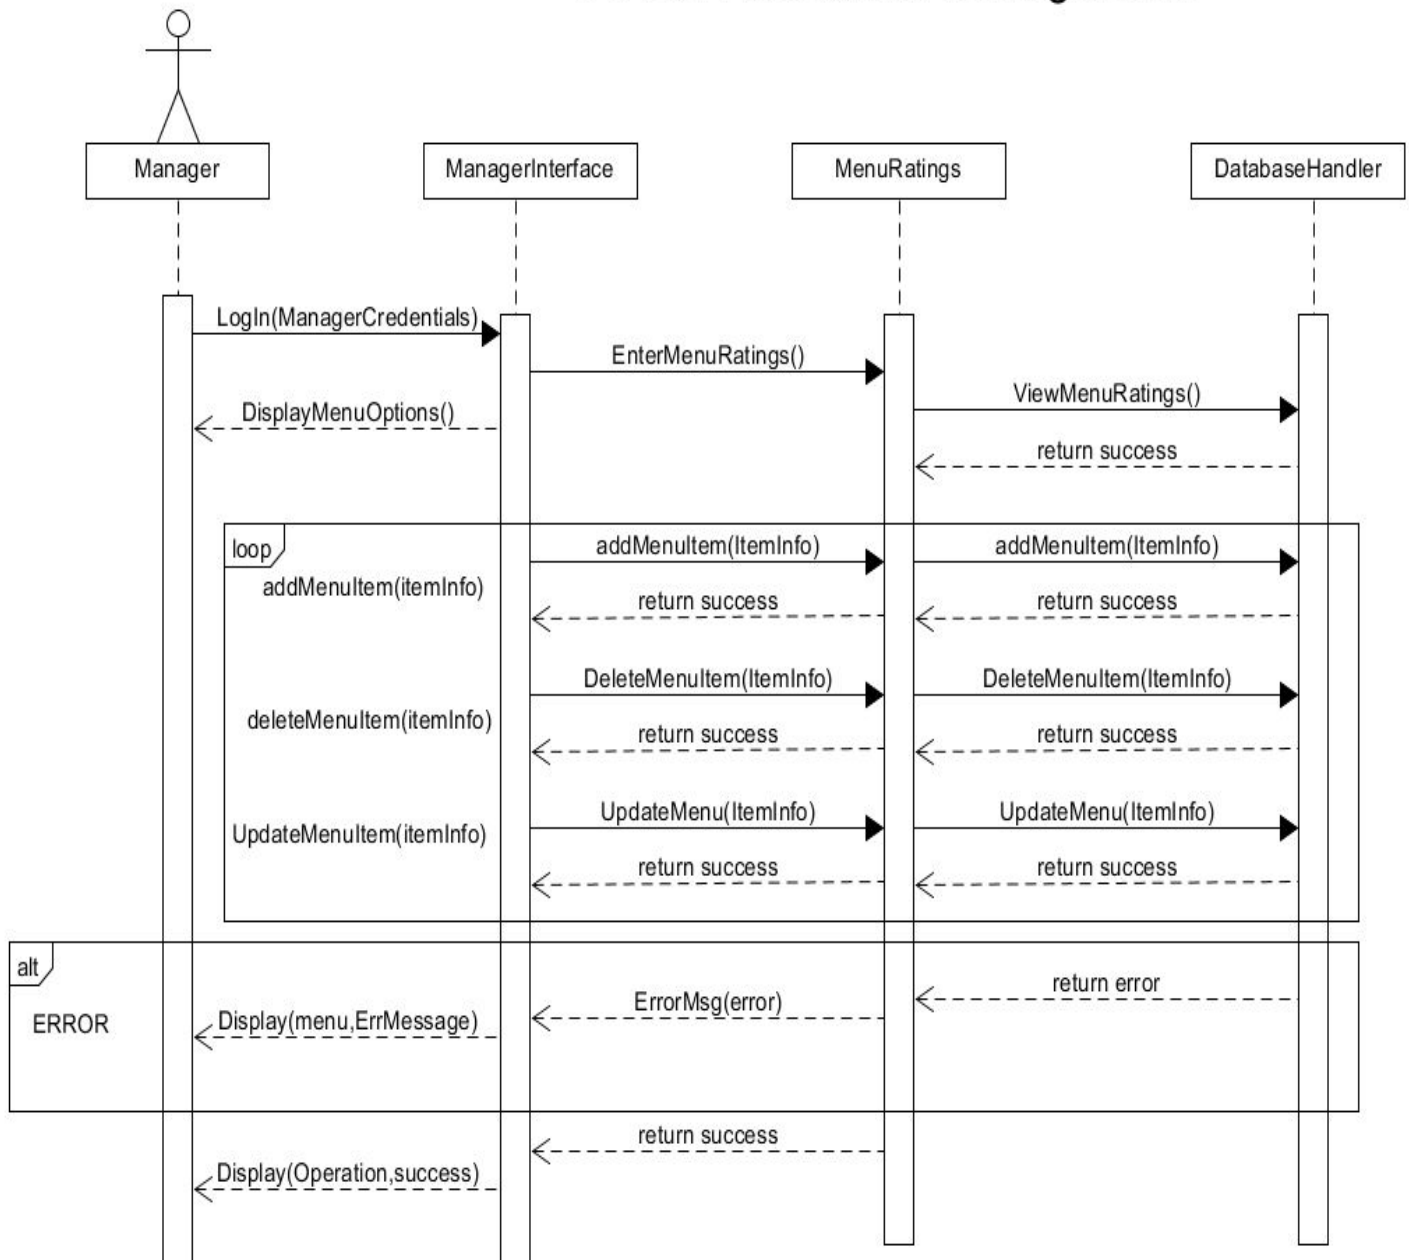 Manager
ManagerInterface
MenuRatings
DatabaseHandler
LogIn(ManagerCredentials)
EnterMenuRatings()
ViewMenuRatings()
DisplayMenuOptions()
return success
loop
addMenuItem(ItemInfo)
addMenuItem(ItemInfo)
addMenuItem(itemInfo)
return success
return success
DeleteMenuItem(ItemInfo)
DeleteMenuItem(ItemInfo)
deleteMenuItem(itemInfo)
return success
return success
UpdateMenu(ItemInfo)
UpdateMenu(ItemInfo)
UpdateMenuItem(itemInfo)
return success
return success
alt
return error
ErrorMsg(error)
Display(menu,ErrMessage)
ERROR
return success
Display(Operation,success)